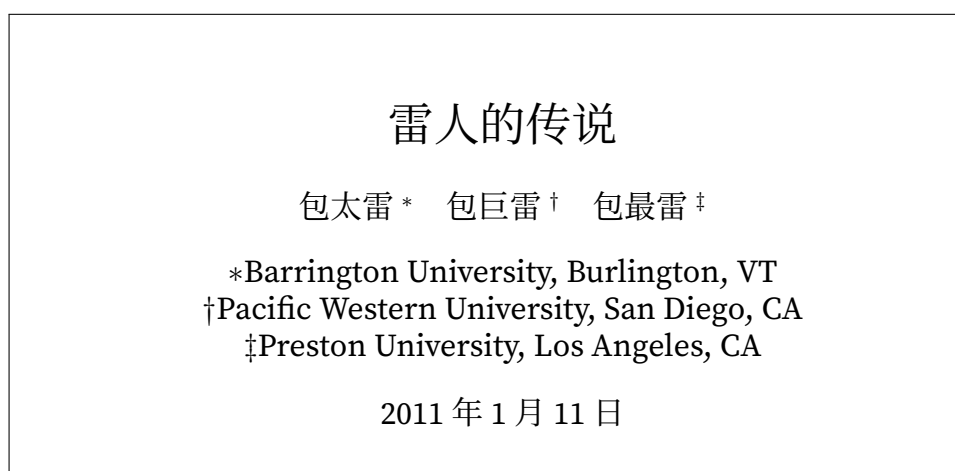 雷人的传说
包太雷 * 包巨雷 † 包最雷 ‡
*Barrington University, Burlington, VT
†Pacific Western University, San Diego, CA
‡Preston University, Los Angeles, CA
2011 年 1 月 11 日